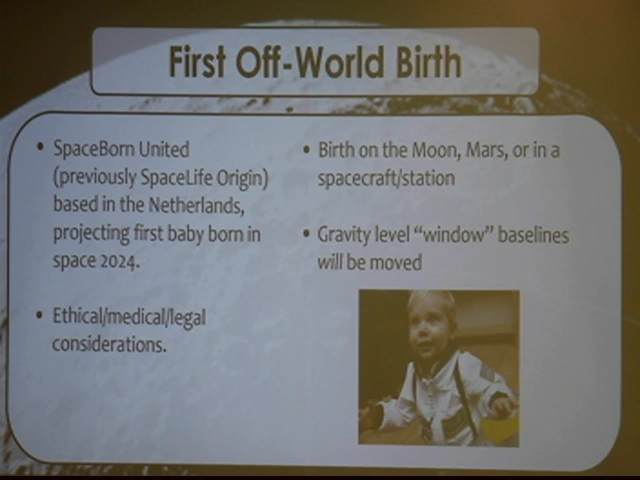 First Off-World Birth
• SpaceBorn United
(previously SpaceLife Origin)
based in the Netherlands,
projecting first baby born in
space 2024.
• Ethical/medical/legal
considerations.
• Birth on the Moon, Mars, or in a
spacecraft/station
• Gravity level “window” baselines
will be moved